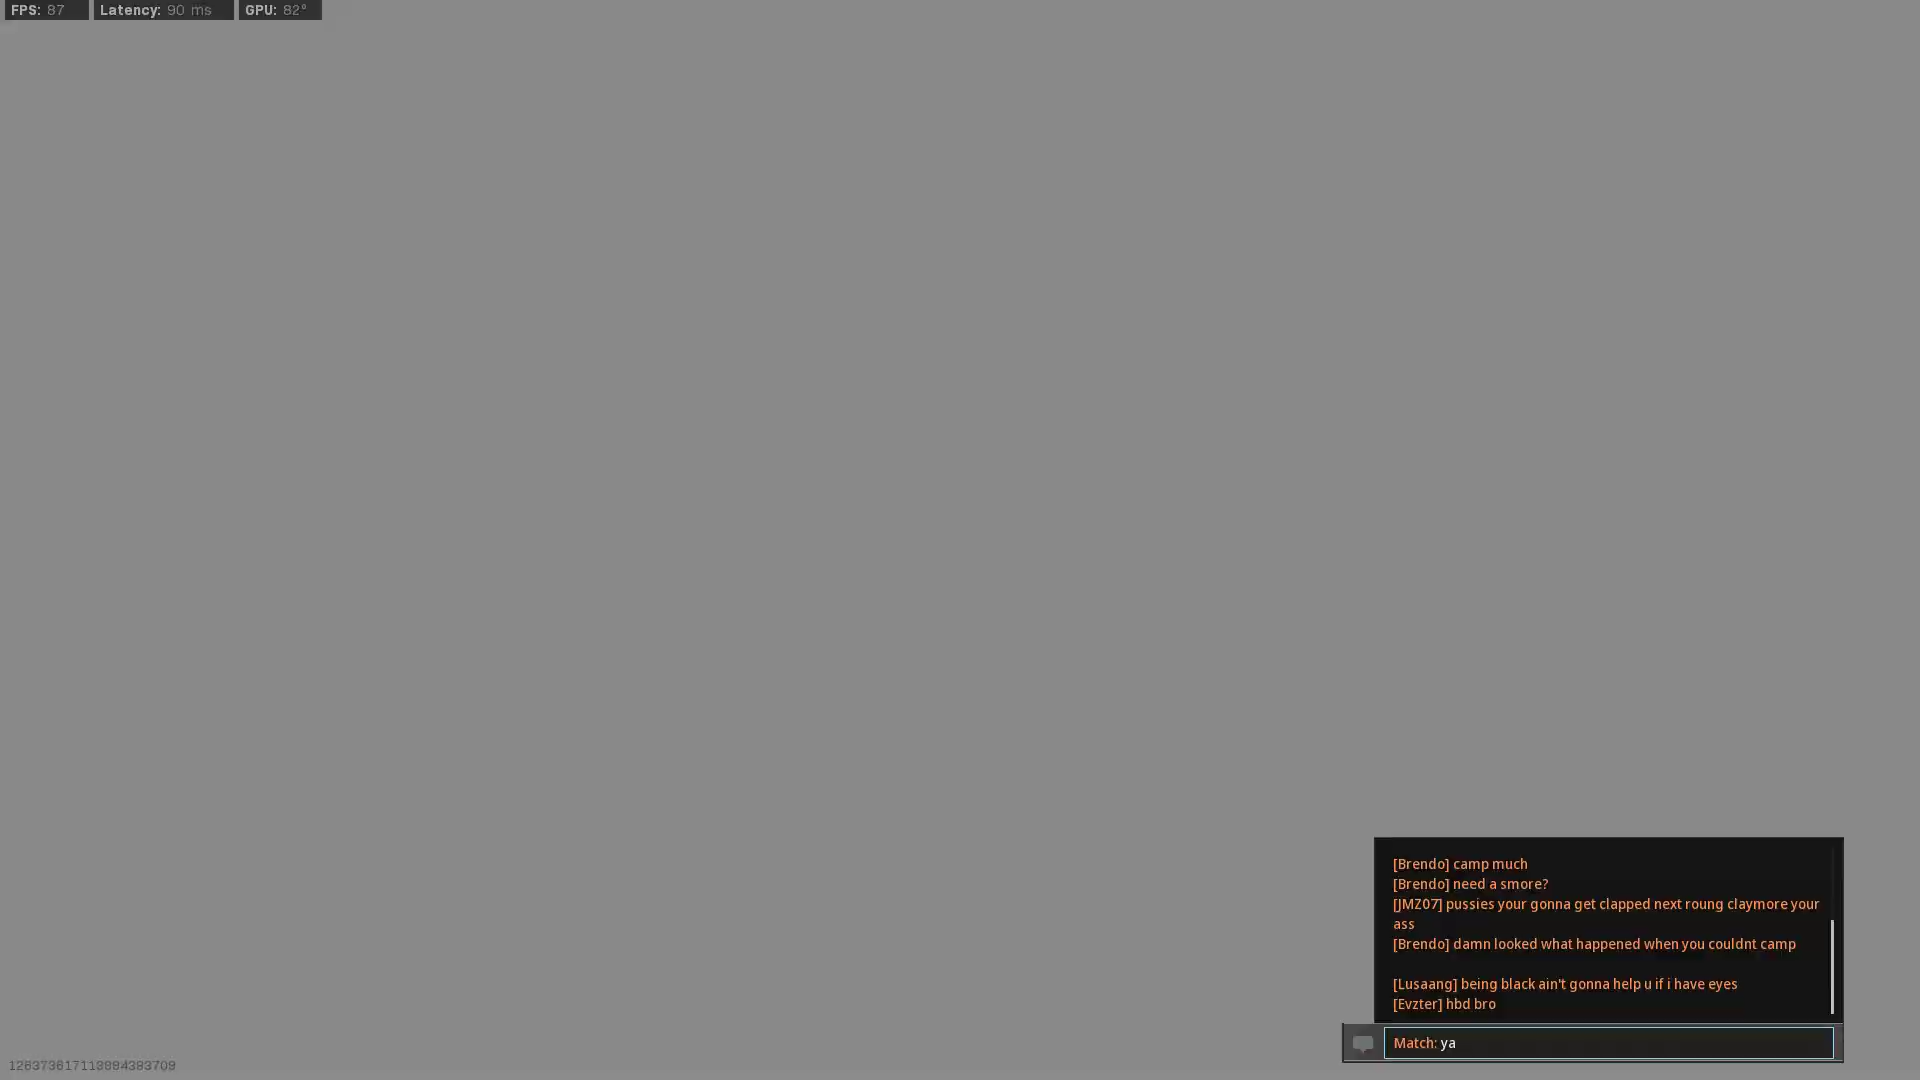 FPS: 87 Latency: 90 ms GPU: 82°
[Brendo] camp much
[Brendo] need a smore?
[JMZ07] pussies your gonna get clapped next roung claymore your
ass
[Brendo] damn looked what happened when you couldnt camp
[Lusaang] being black ain't gonna help u if i have eyes
[Evzter] hbd bro
Match: ya